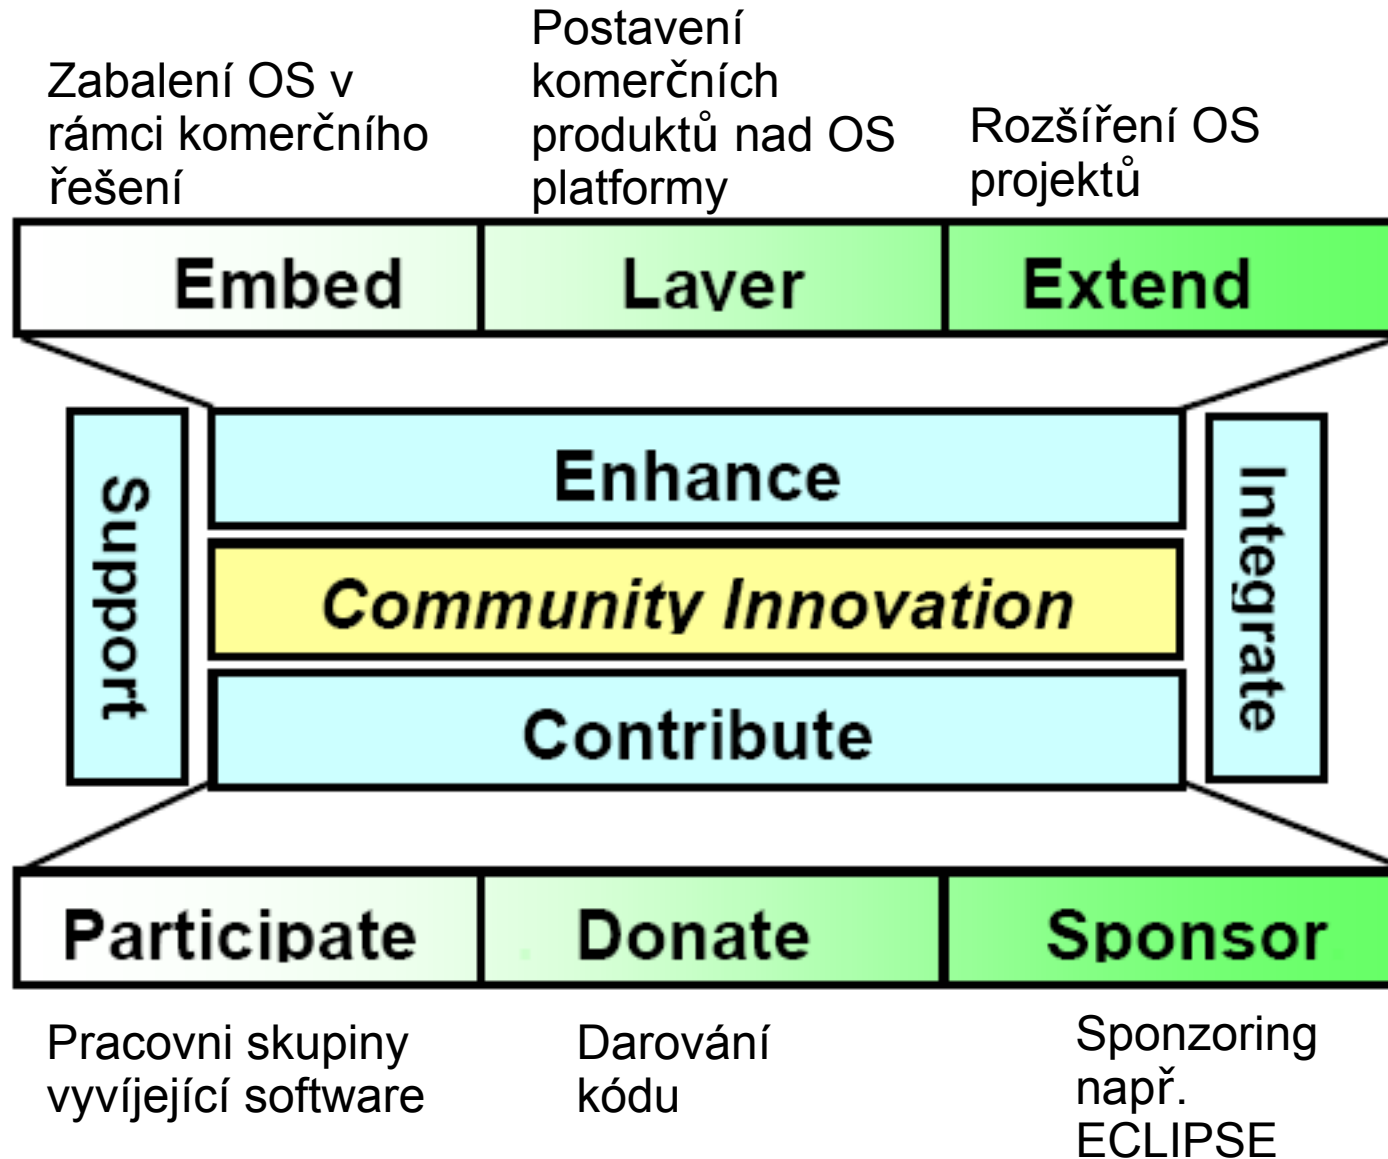 Zabalení OS v
rámci komerčního
řešení
Postavení
komerčních
produktů nad OS
platformy
Rozšíření OS
projektů
Embed
Layer
Extend
Support
Enhance
Community Innovation
Contribute
Integrate
Participate
Donate
Sponsor
Pracovni skupiny
vyvíjející software
Darování
kódu
Sponzoring
např.
ECLIPSE